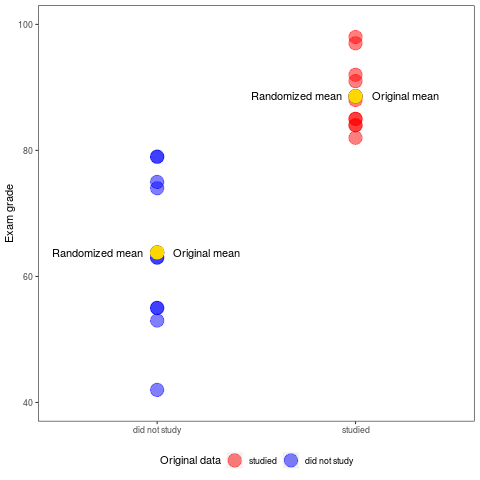 Exam grade
100
80
60
40
Randomized mean Original mean
Randomized mean Original mean
did not study studied
Original data studied did not study